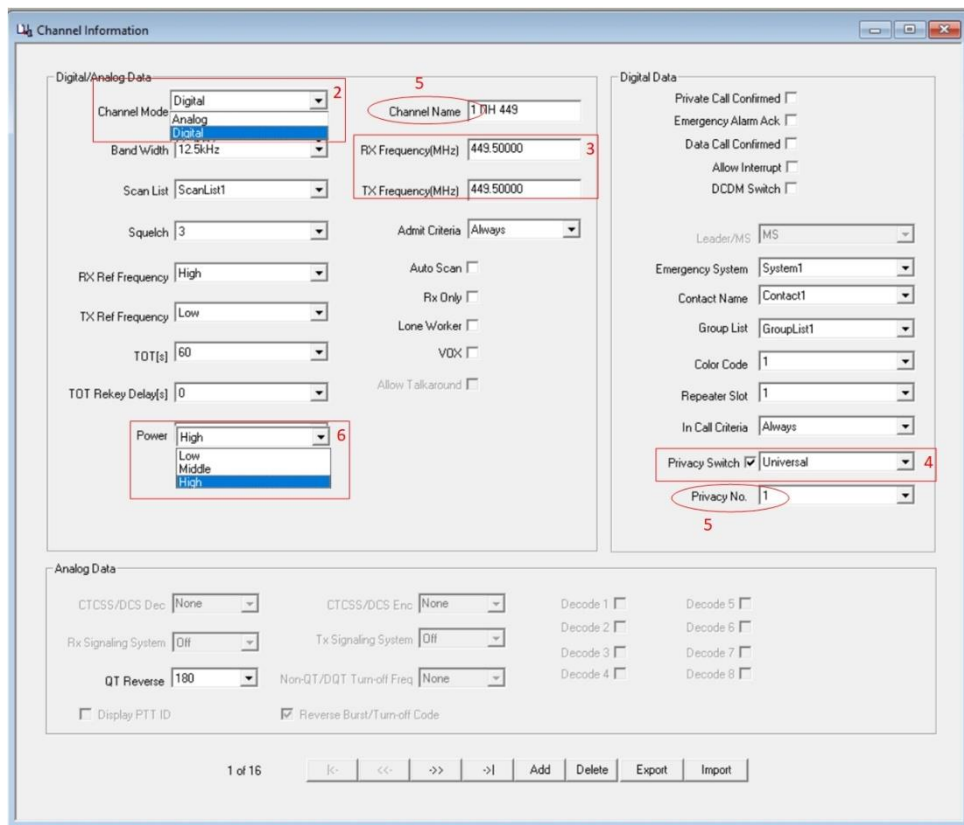 Channel Information
Digital/Analog Data
Channel Mode Digital 2
Analog
Digital
Band Width 12.5kHz
Scan List ScanList1
Squelch 3
RX Ref Frequency High
TX Ref Frequency Low
TOT[s] 60
TOT Rekey Delay[s] 0
Power High 6
Low
Middle
High
5
Channel Name 1 ПН 449
RX Frequency(MHz) 449.50000 3
TX Frequency(MHz) 449.50000
Admit Criteria Always
Auto Scan
Rx Only
Lone Worker
VOX
Allow Talkaround
Digital Data
Private Call Confirmed
Emergency Alarm Ack
Data Call Confirmed
Allow Interrupt
DCDM Switch
Leader/MS MS
Emergency System System1
Contact Name Contact1
Group List GroupList1
Color Code 1
Repeater Slot 1
In Call Criteria Always
Privacy Switch Universal 4
Privacy No. 1
5
Analog Data
CTCSS/DCS Dec None CTCSS/DCS Enc None Decode 1 Decode 5
Decode 2 Decode 6
Rx Signaling System Off Tx Signaling System Off
Decode 3 Decode 7
QT Reverse 180 Non-QT/DQT Turn-off Freq None Decode 4 Decode 8
Display PTT ID Reverse Burst/Turn-off Code
1 of 16 |<- <<- ->> ->| Add Delete Export Import